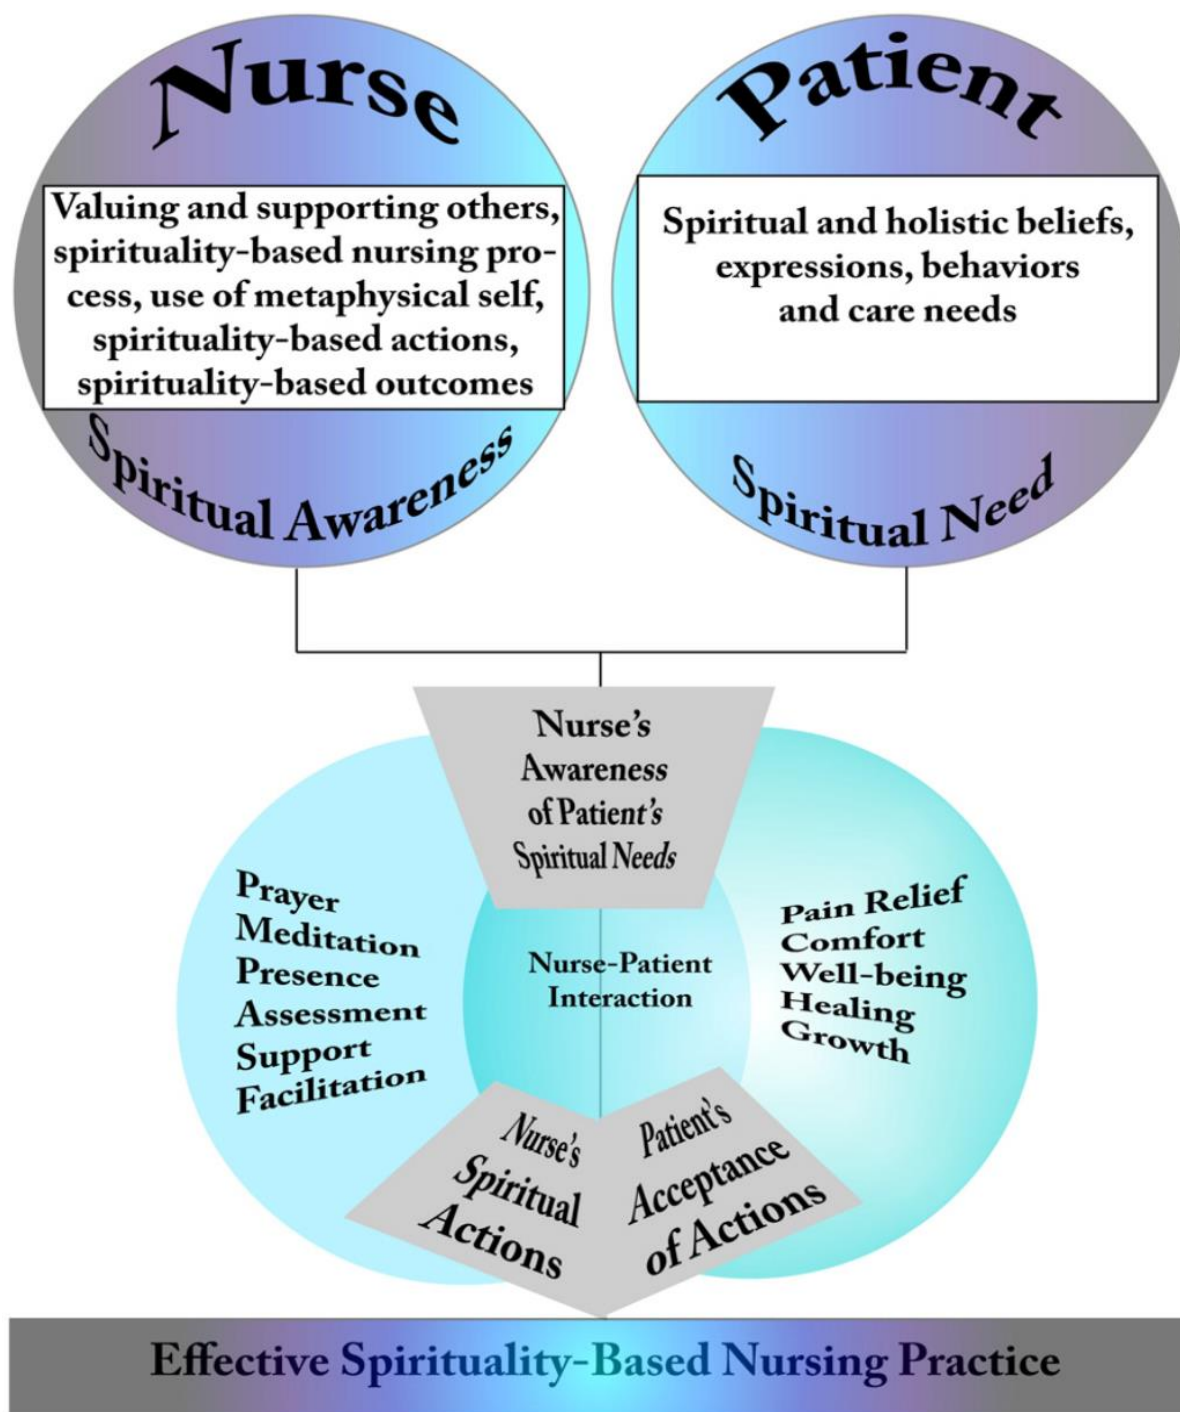 Nurse
Valuing and supporting others,
spirituality-based nursing pro-
cess, use of metaphysical self,
spirituality-based actions,
spirituality-based outcomes
Spiritual Awareness
Patient
Spiritual and holistic beliefs,
expressions, behaviors
and care needs
Spiritual Need
Nurse’s
Awareness
of Patient’s
Spiritual Needs
Prayer
Meditation
Presence
Assessment
Support
Facilitation
Nurse-Patient
Interaction
Pain Relief
Comfort
Well-being
Healing
Growth
Nurse’s
Spiritual
Actions
Patient’s
Acceptance
of Actions
Effective Spirituality-Based Nursing Practice